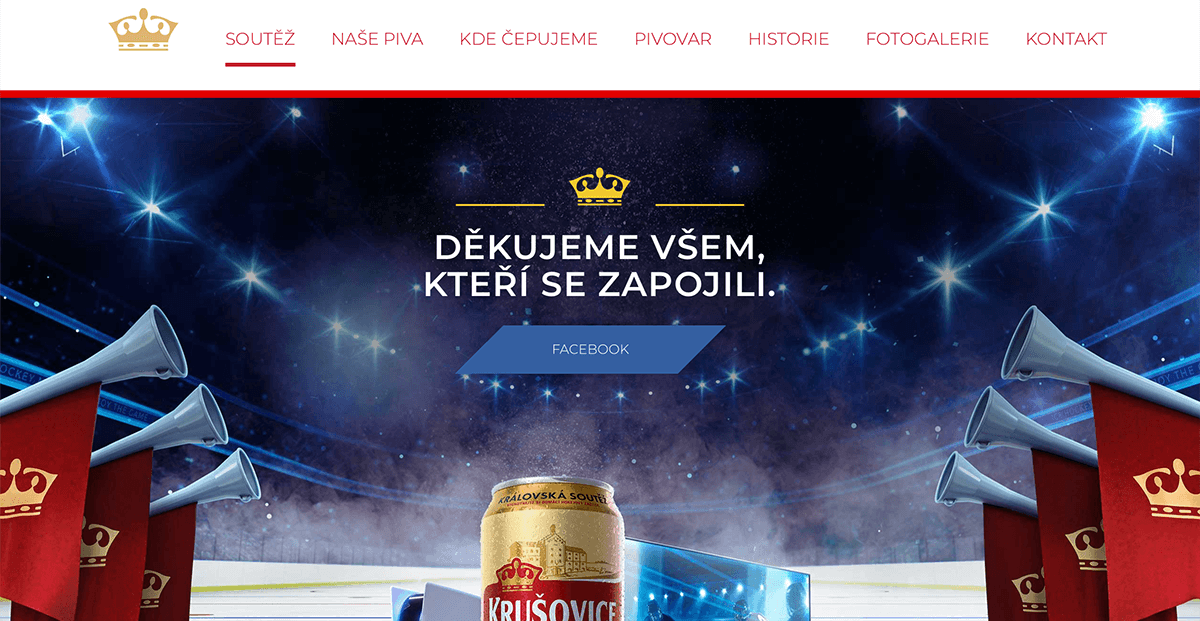 SOUTĚŽ NAŠE PIVA KDE ČEPUJEME PIVOVAR HISTORIE FOTOGALERIE KONTAKT
DĚKUJEME VŠEM,
KTEŘÍ SE ZAPOJILI.
FACEBOOK
KRÁLOVSKÁ SOUTĚŽ
KRUŠOVICE